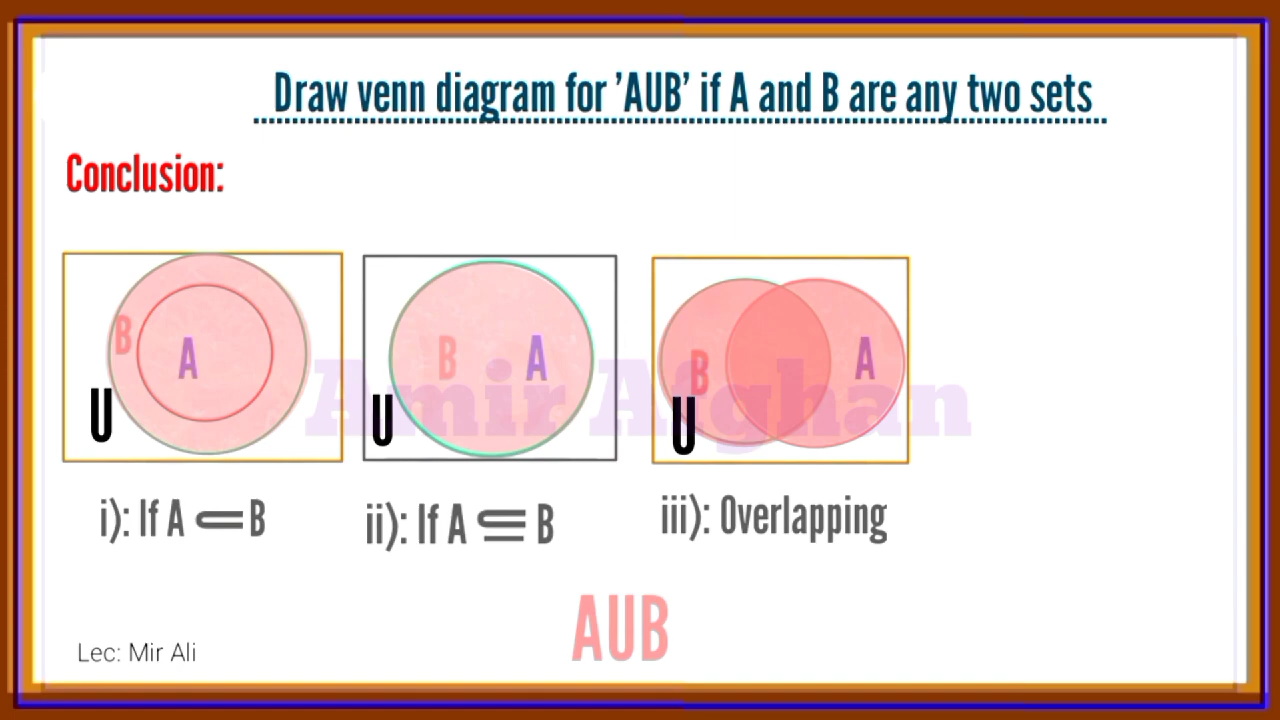 Draw venn diagram for 'AUB' if A and B are any two sets
Conclusion:
B A U
B A U
B A U
Amir Afghan
i): If A ⊂ B
ii): If A ⊆ B
iii): Overlapping
AUB
Lec: Mir Ali